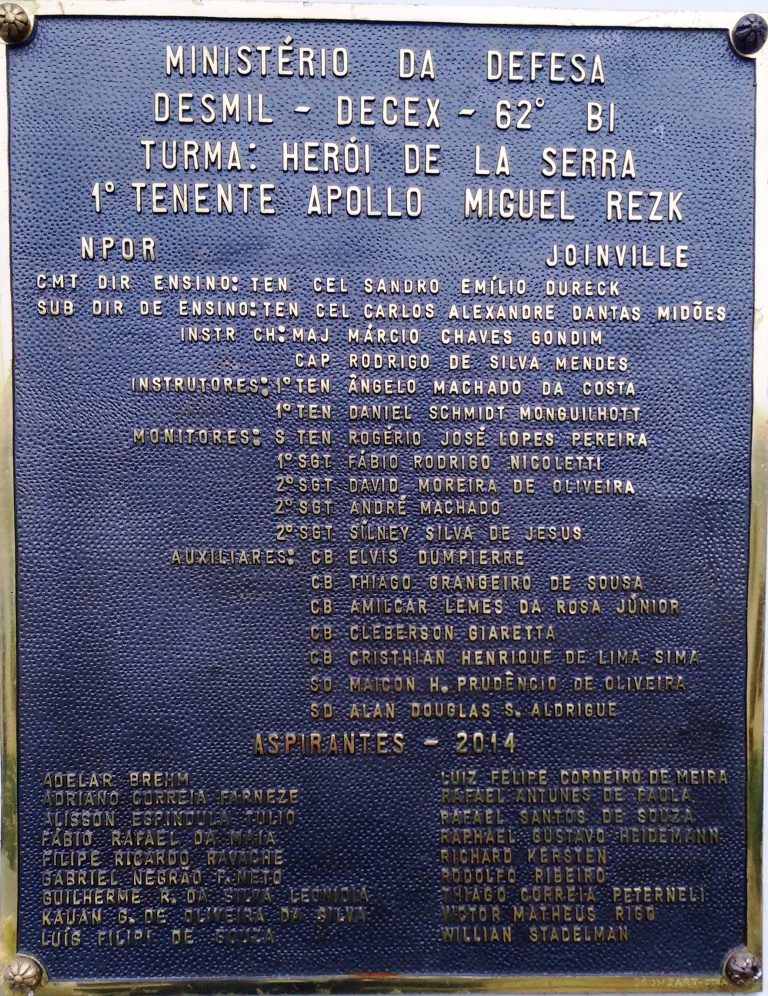 MINISTÉRIO DA DEFESA
DESMIL - DECEX - 62° BI
TURMA: HERÓI DE LA SERRA
1° TENENTE APOLLO MIGUEL REZK
NPOR JOINVILLE
CMT DIR ENSINO: TEN CEL SANDRO EMÍLIO DURECK
SUB DIR DE ENSINO: TEN CEL CARLOS ALEXANDRE DANTAS MIDÕES
INSTR CH: MAJ MÁRCIO CHAVES GONDIM
CAP RODRIGO DE SILVA MENDES
INSTRUTORES: 1° TEN ÂNGELO MACHADO DA COSTA
1° TEN DANIEL SCHMIDT MONGUILHOTT
MONITORES: S TEN ROGÉRIO JOSÉ LOPES PEREIRA
1° SGT FÁBIO RODRIGO NICOLETTI
2° SGT DAVID MOREIRA DE OLIVEIRA
2° SGT ANDRÉ MACHADO
2° SGT SILNEY SILVA DE JESUS
AUXILIARES: CB ELVIS DUMPIERRE
CB THIAGO GRANGEIRO DE SOUSA
CB AMILCAR LEMES DA ROSA JÚNIOR
CB CLEBERSON GIARETTA
CB CRISTHIAN HENRIQUE DE LIMA SIMA
SD MAICON H. PRUDÊNCIO DE OLIVEIRA
SD ALAN DOUGLAS S. ALDRIGUE
ASPIRANTES - 2014
ADELAR BREHM
ADRIANO CORREIA FARNEZE
ALISSON ESPINDULA TULIO
FÁBIO RAFAEL DA MAIA
FILIPE RICARDO RAVACHE
GABRIEL NEGRÃO P. NETO
GUILHERME R. DA SILVA
KAUAN G. DE OLIVEIRA DA SILVA
LUÍS FILIPI DE SOUZA
LUIZ FELIPE CORDEIRO DE MEIRA
RAFAEL ANTUNES DE PAULA
RAFAEL SANTOS DE SOUZA
RAPHAEL GUSTAVO HEIDEMANN
RICHARD KERSTEN
RODOLFO RIBEIRO
THIAGO CORREIA PETERNELI
VICTOR MATHEUS RIGO
WILLIAN STADELMAN